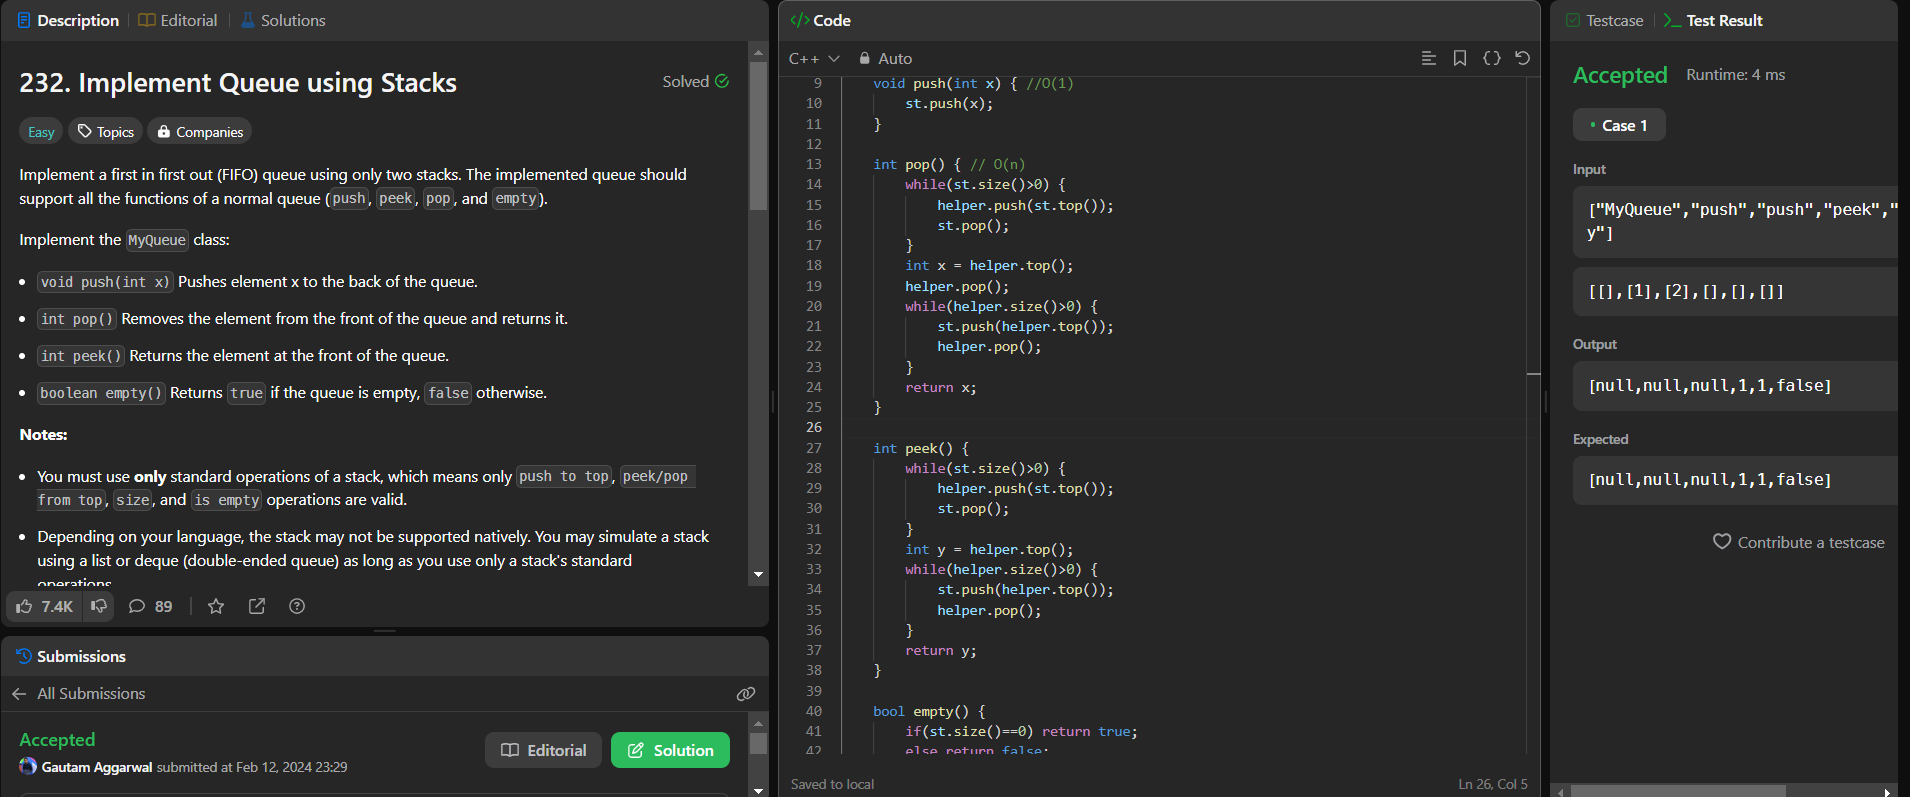 Description
Editorial
Solutions
232. Implement Queue using Stacks
Solved
Easy
Topics
Companies
Implement a first in first out (FIFO) queue using only two stacks. The implemented queue should
support all the functions of a normal queue (push, peek, pop, and empty).
Implement the MyQueue class:
void push(int x) Pushes element x to the back of the queue.
int pop() Removes the element from the front of the queue and returns it.
int peek() Returns the element at the front of the queue.
boolean empty() Returns true if the queue is empty, false otherwise.
Notes:
You must use only standard operations of a stack, which means only push to top, peek/pop
from top, size, and is empty operations are valid.
Depending on your language, the stack may not be supported natively. You may simulate a stack
using a list or deque (double-ended queue) as long as you use only a stack's standard
operations.
7.4K
89
Submissions
All Submissions
Accepted
Gautam Aggarwal submitted at Feb 12, 2024 23:29
Editorial
Solution
</> Code
C++
Auto
9 void push(int x) { //O(1)
10 st.push(x);
11 }
12
13 int pop() { // O(n)
14 while(st.size()>0) {
15 helper.push(st.top());
16 st.pop();
17 }
18 int x = helper.top();
19 helper.pop();
20 while(helper.size()>0) {
21 st.push(helper.top());
22 helper.pop();
23 }
24 return x;
25 }
26
27 int peek() {
28 while(st.size()>0) {
29 helper.push(st.top());
30 st.pop();
31 }
32 int y = helper.top();
33 while(helper.size()>0) {
34 st.push(helper.top());
35 helper.pop();
36 }
37 return y;
38 }
39
40 bool empty() {
41 if(st.size()==0) return true;
42 else return false;
Saved to local
Ln 26, Col 5
Testcase
Test Result
Accepted
Runtime: 4 ms
Case 1
Input
["MyQueue","push","push","peek","
y"]
[[],[1],[2],[],[],[]]
Output
[null,null,null,1,1,false]
Expected
[null,null,null,1,1,false]
Contribute a testcase